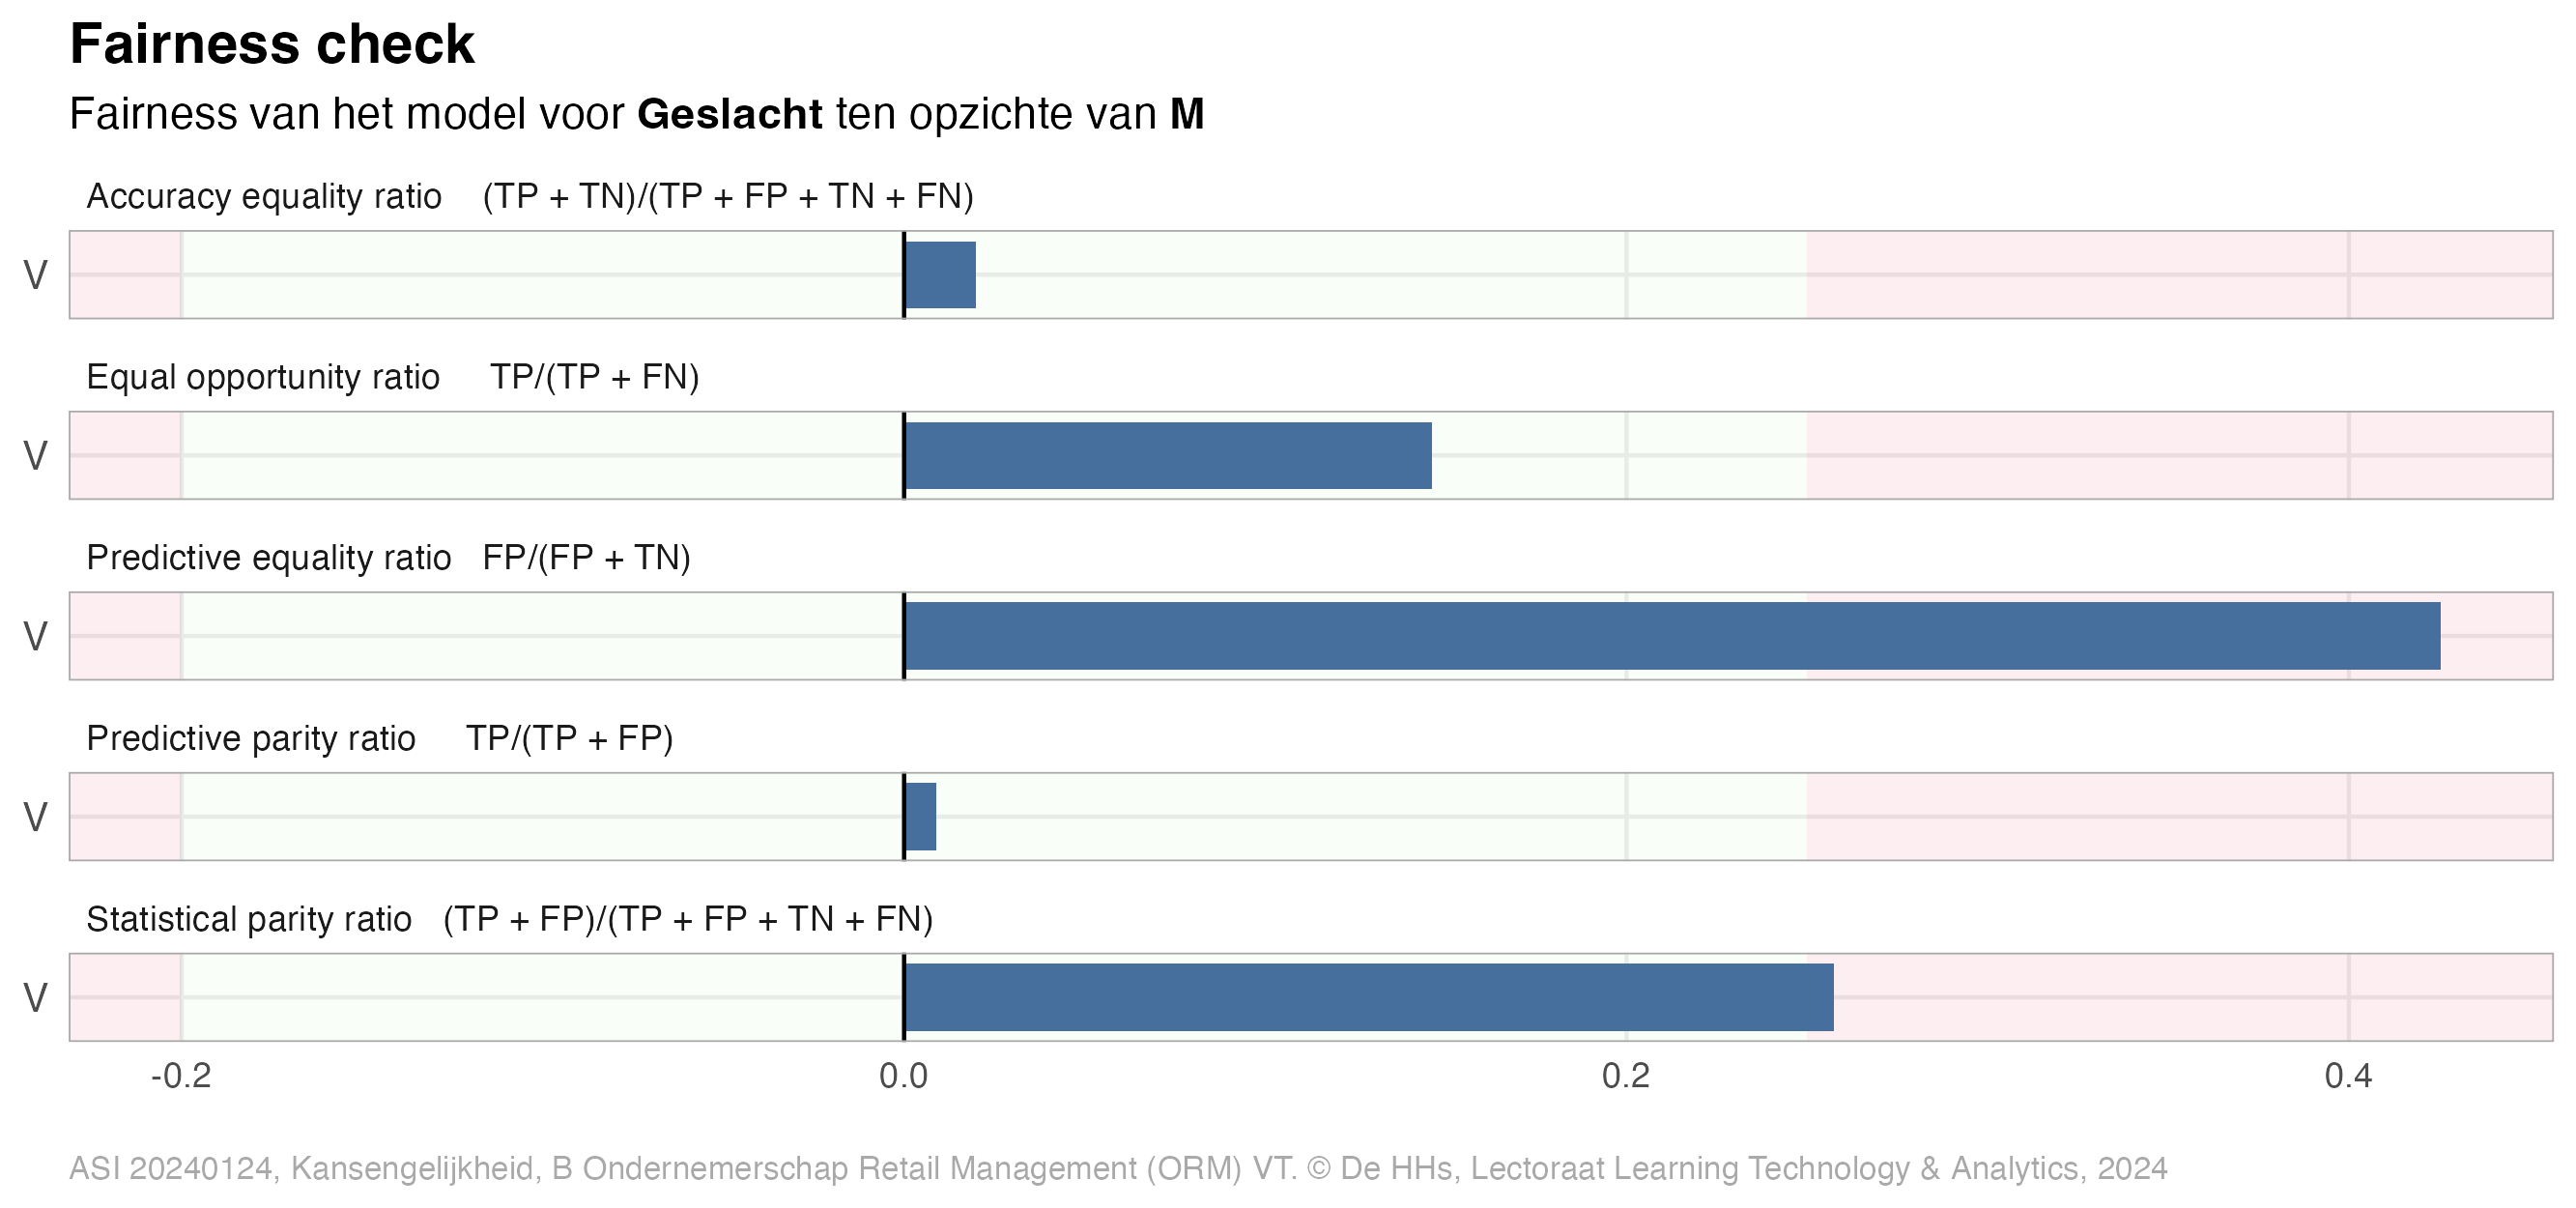 Fairness check
Fairness van het model voor Geslacht ten opzichte van M
Accuracy equality ratio (TP + TN)/(TP + FP + TN + FN)
V
Equal opportunity ratio TP/(TP + FN)
V
Predictive equality ratio FP/(FP + TN)
V
Predictive parity ratio TP/(TP + FP)
V
Statistical parity ratio (TP + FP)/(TP + FP + TN + FN)
V
-0.2 0.0 0.2 0.4
ASI 20240124, Kansengelijkheid, B Ondernemerschap Retail Management (ORM) VT. © De HHs, Lectoraat Learning Technology & Analytics, 2024